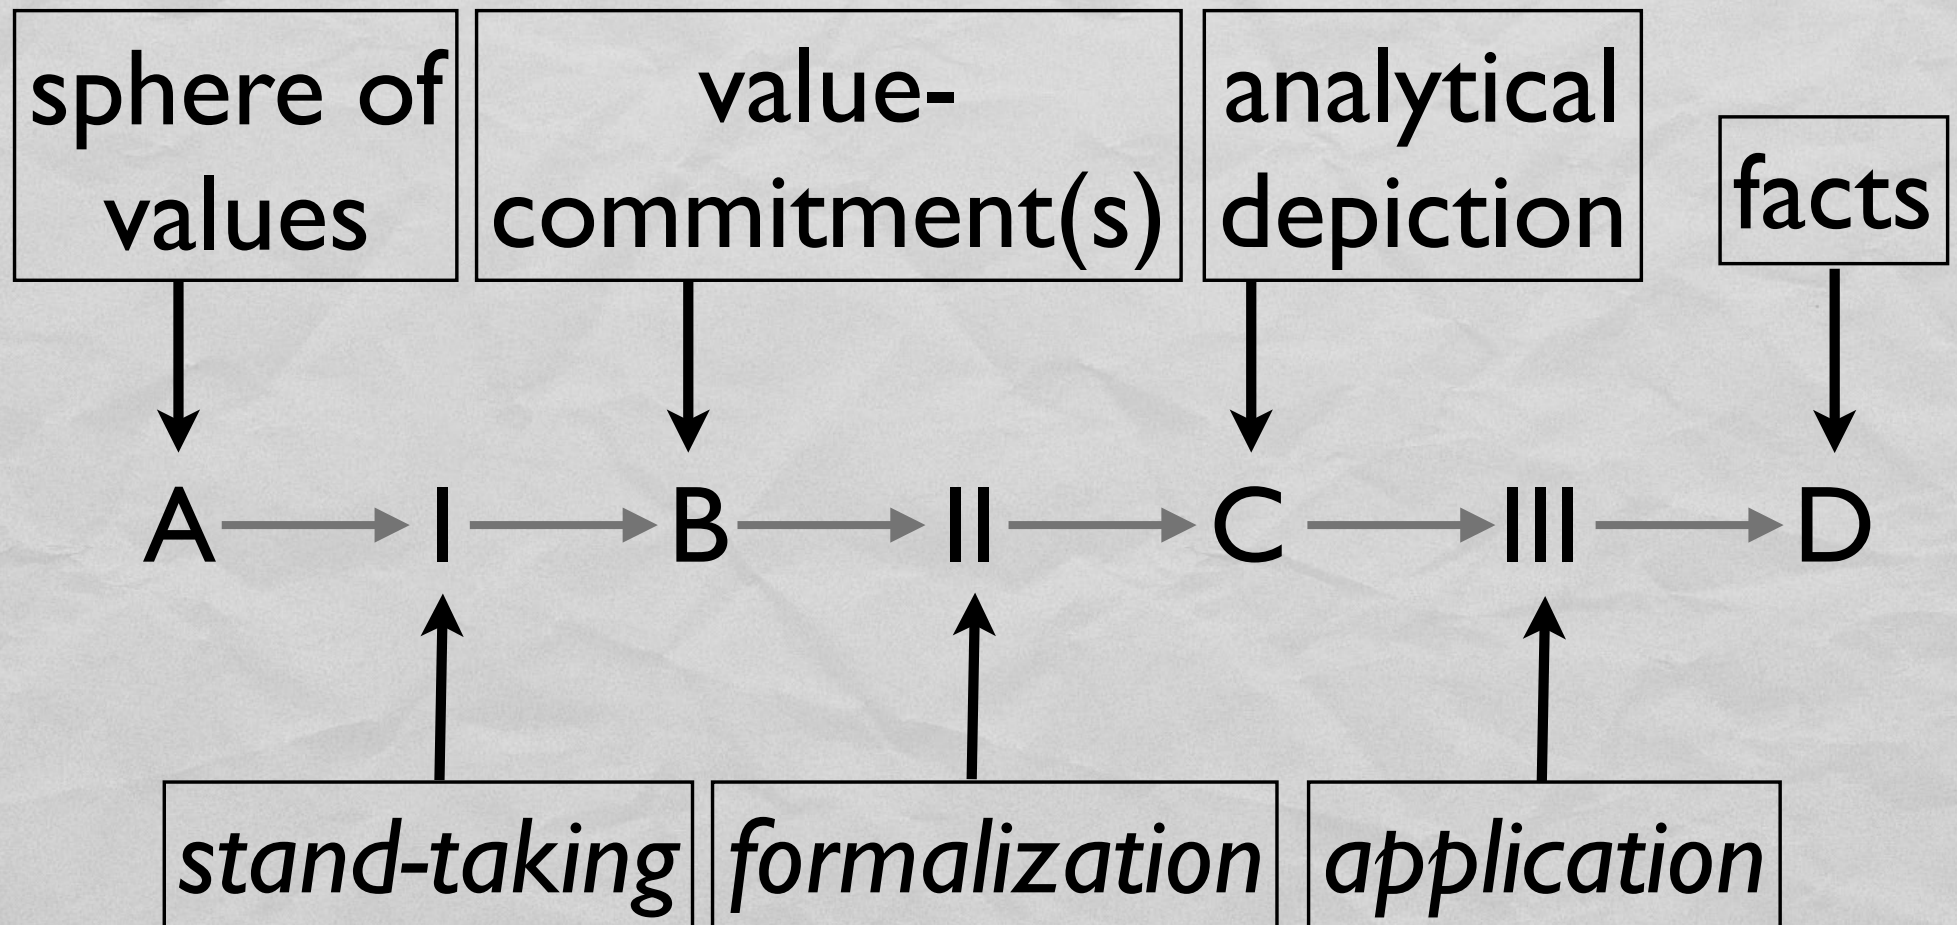 sphere of
values
value-
commitment(s)
analytical
depiction
facts
A I B II C III D
stand-taking
formalization
application